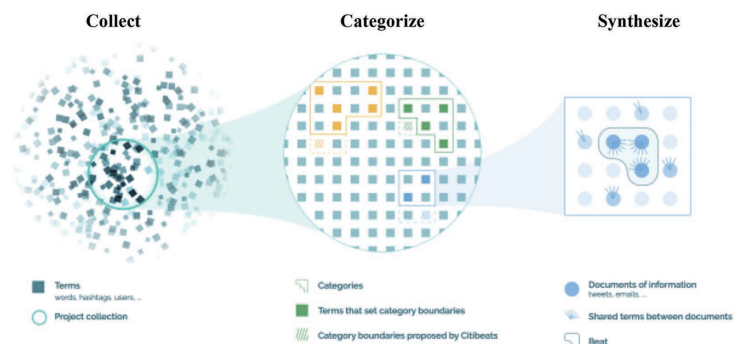 Collect
Categorize
Synthesize
Terms
words, hashtags, users, ...
Project collection
Categories
Terms that set category boundaries
Category boundaries proposed by Citibeats
Documents of information
tweets, emails, ...
Shared terms between documents
Beat